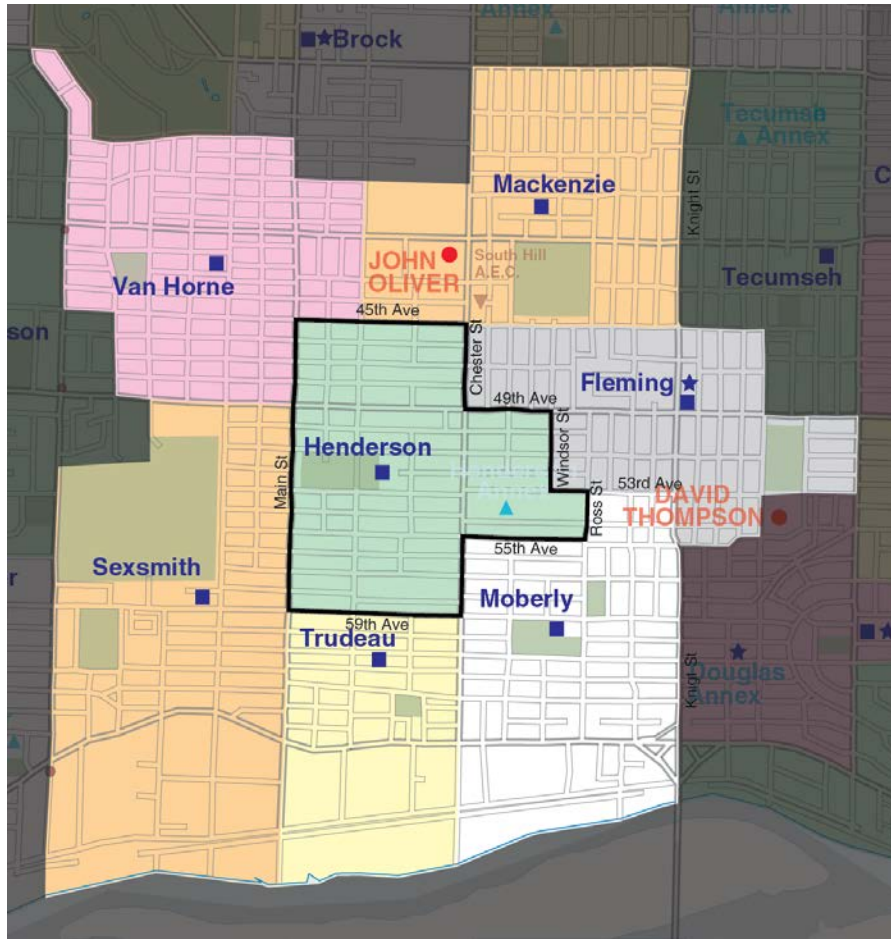 Annex
Annex
Brock
Tecumseh
Annex
Mackenzie
Knight St
C
JOHN
OLIVER
South Hill
A.E.C.
Tecumseh
Van Horne
45th Ave
son
Chester St
Fleming
49th Ave
Henderson
Windsor St
Main St
53rd Ave
Ross St
DAVID
THOMPSON
55th Ave
r
Sexsmith
Moberly
59th Ave
Trudeau
Knigt St
Douglas
Annex